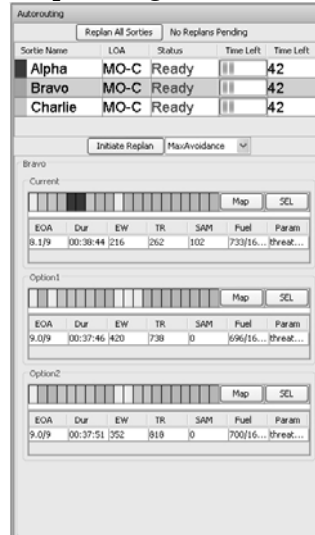 Autorouting
Replan All Sorties No Replans Pending
Sortie Name LOA Status Time Left Time Left
Alpha MO-C Ready 42
Bravo MO-C Ready 42
Charlie MO-C Ready 42
Initiate Replan MaxAvoidance
Bravo
Current
Map SEL
EOA Dur EW TR SAM Fuel Param
8.1/9 00:38:44 216 262 102 733/16... threat...
Option1
Map SEL
EOA Dur EW TR SAM Fuel Param
9.0/9 00:37:46 420 738 0 696/16... threat...
Option2
Map SEL
EOA Dur EW TR SAM Fuel Param
9.0/9 00:37:51 352 818 0 700/16... threat...